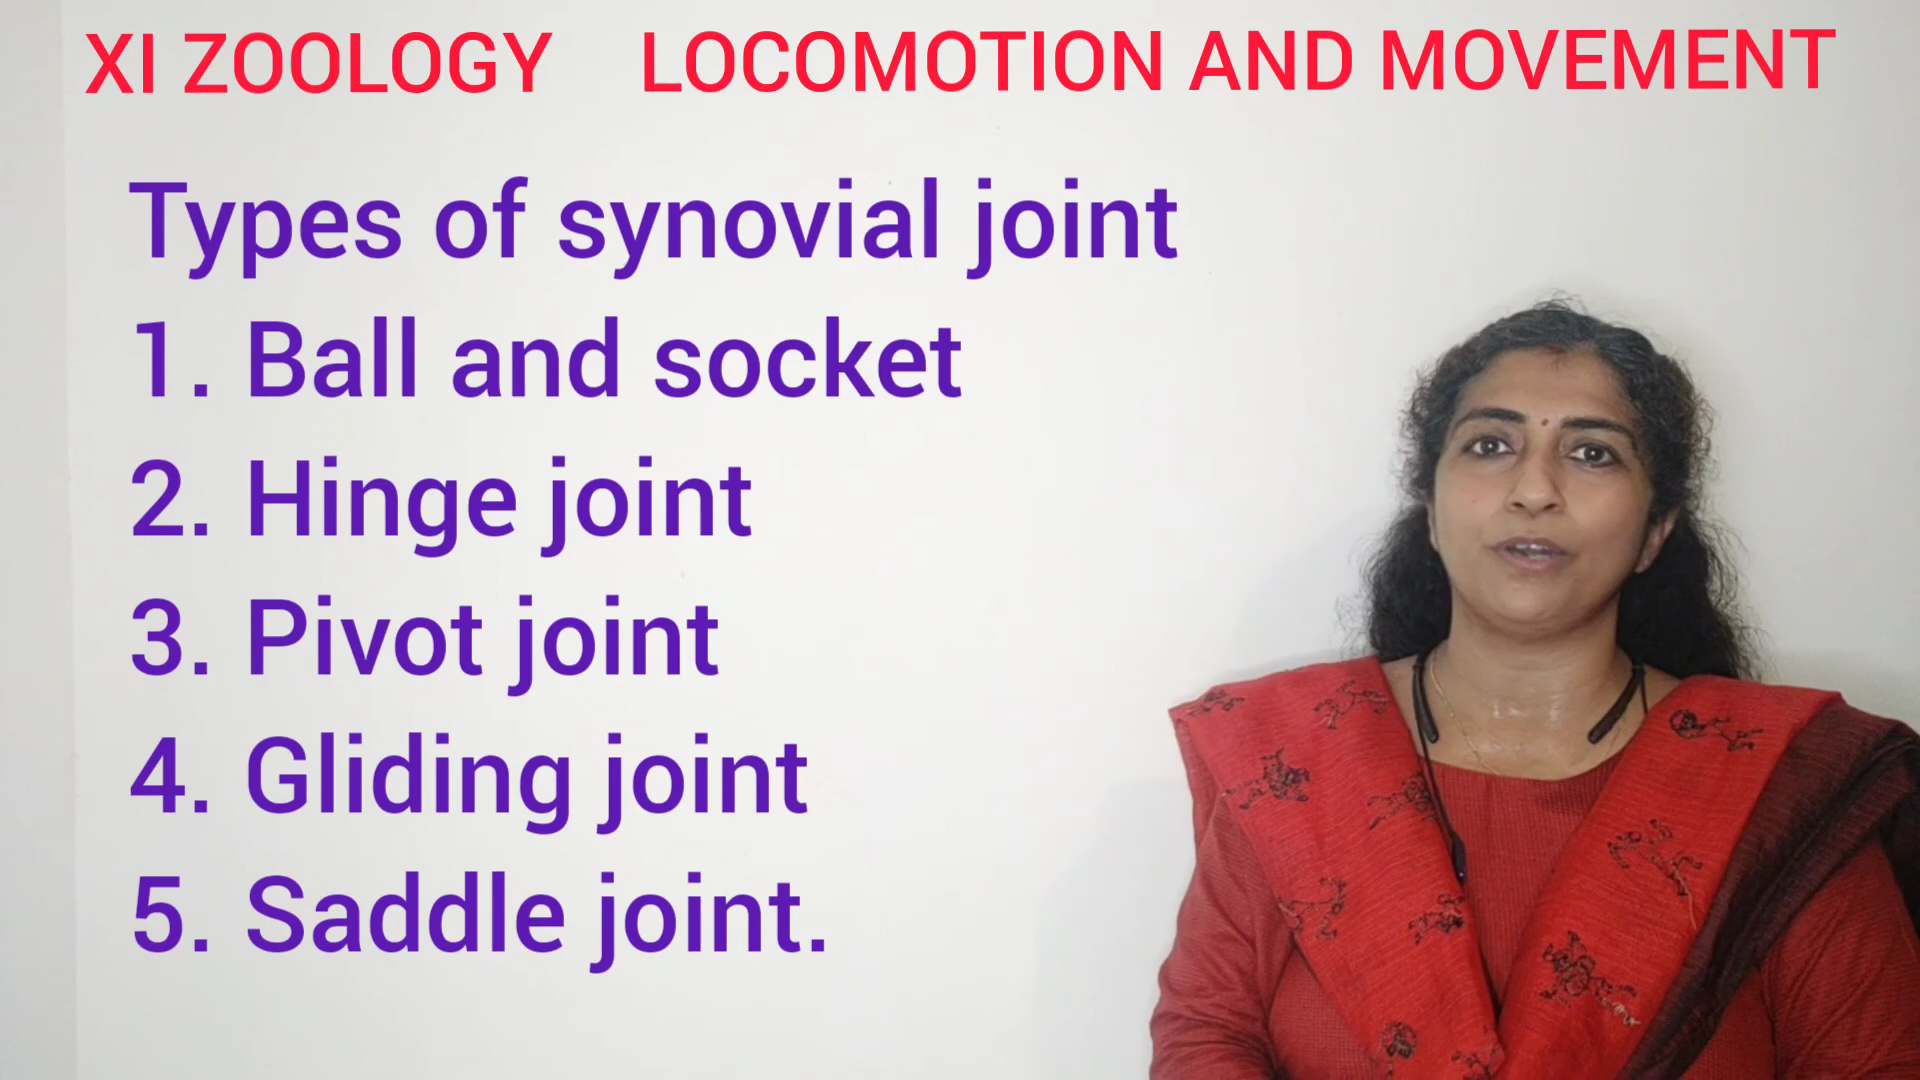 XI ZOOLOGY LOCOMOTION AND MOVEMENT
Types of synovial joint
1. Ball and socket
2. Hinge joint
3. Pivot joint
4. Gliding joint
5. Saddle joint.